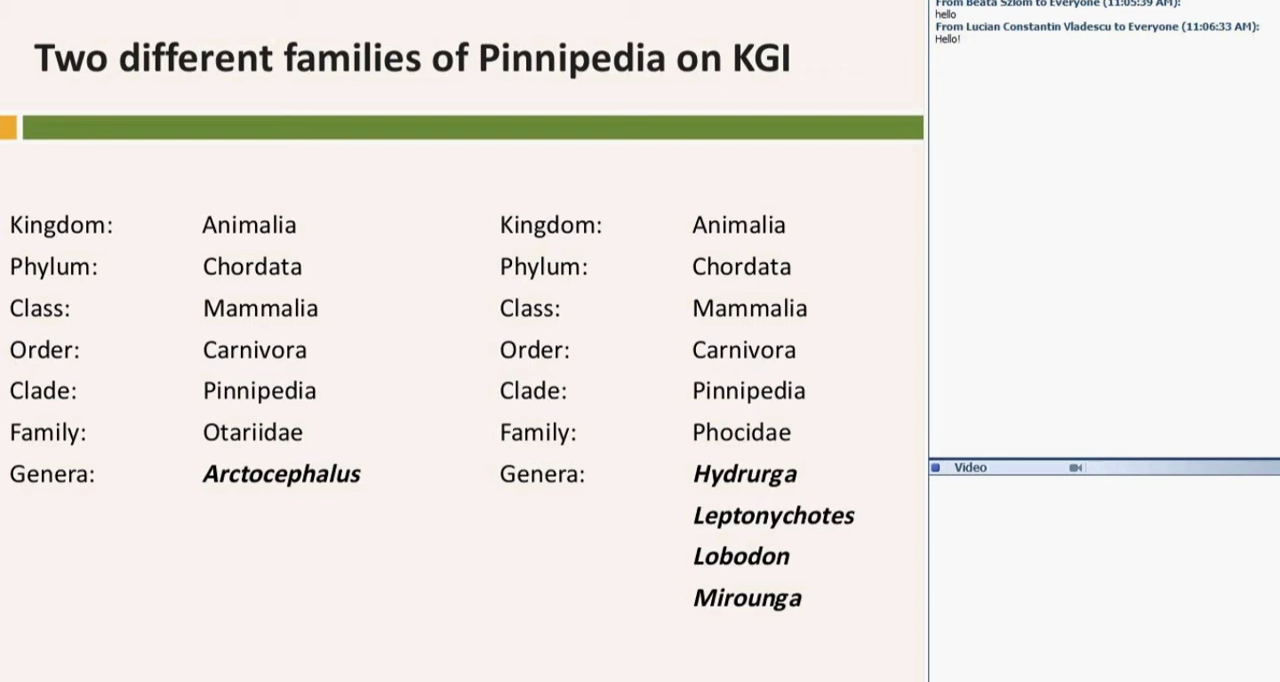 Two different families of Pinnipedia on KGI
Kingdom: Animalia
Phylum: Chordata
Class: Mammalia
Order: Carnivora
Clade: Pinnipedia
Family: Otariidae
Genera: Arctocephalus
Kingdom: Animalia
Phylum: Chordata
Class: Mammalia
Order: Carnivora
Clade: Pinnipedia
Family: Phocidae
Genera: Hydrurga
Leptonychotes
Lobodon
Mirounga
From Beata Szlom to Everyone (11:05:39 AM):
hello
From Lucian Constantin Vladescu to Everyone (11:06:33 AM):
Hello!
Video